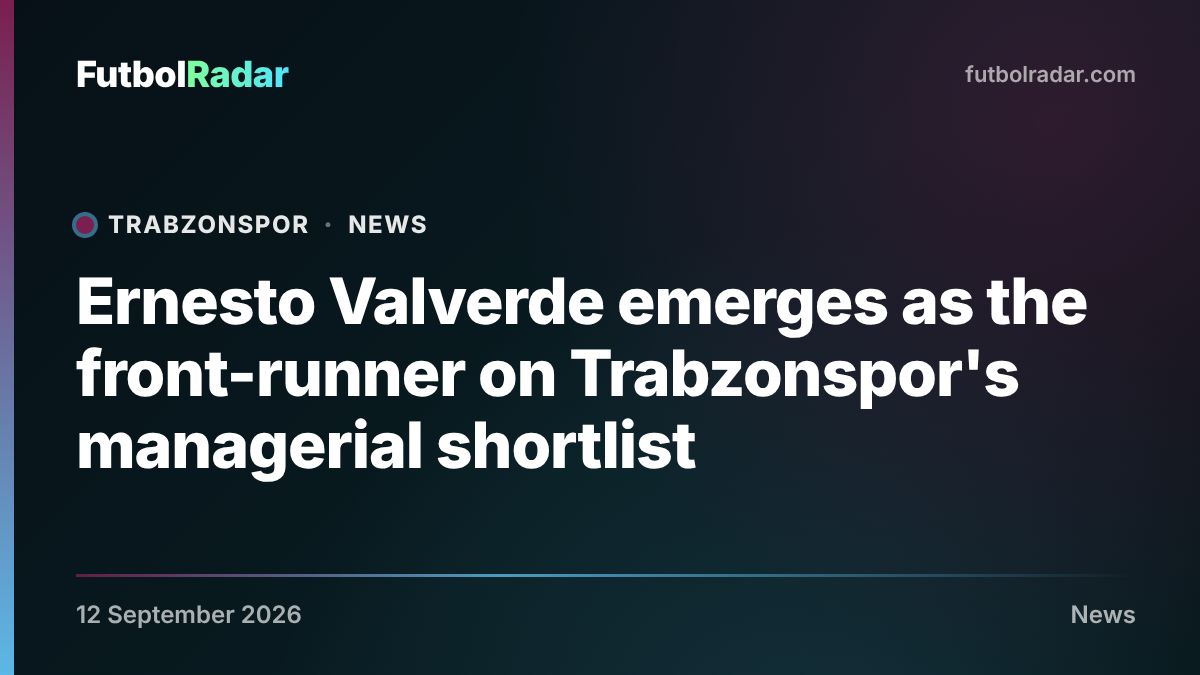 FutbolRadar
futbolradar.com
TRABZONSPOR · NEWS
Ernesto Valverde emerges as the
front-runner on Trabzonspor's
managerial shortlist
12 September 2026
News